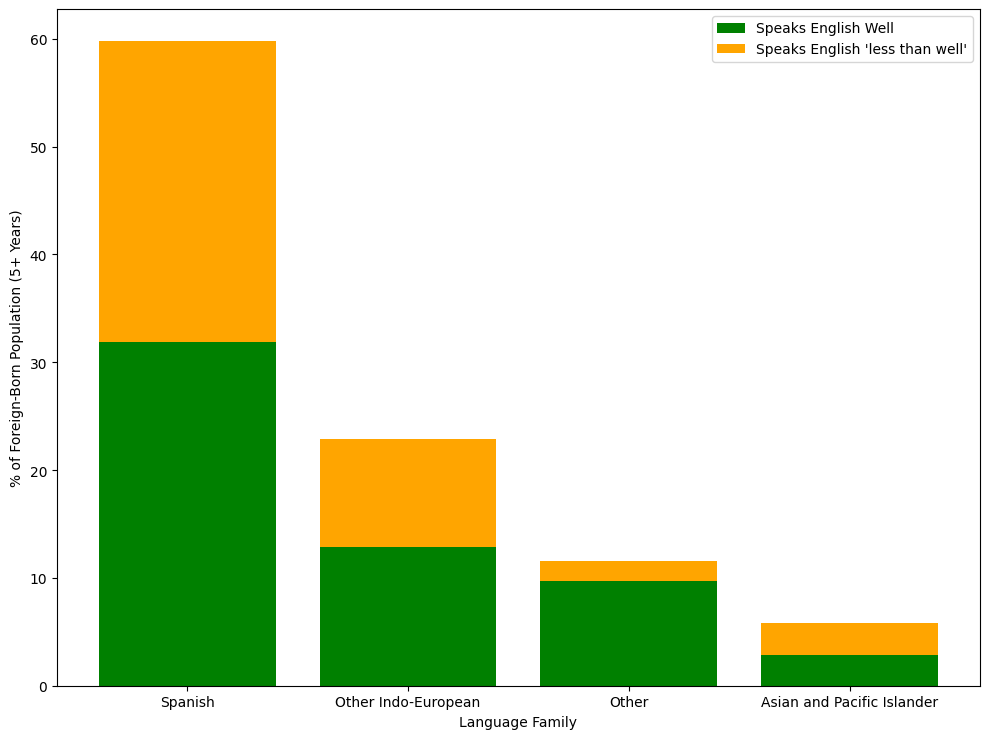 Speaks English Well
Speaks English 'less than well'
% of Foreign-Born Population (5+ Years)
60
50
40
30
20
10
0
Spanish
Other Indo-European
Other
Asian and Pacific Islander
Language Family